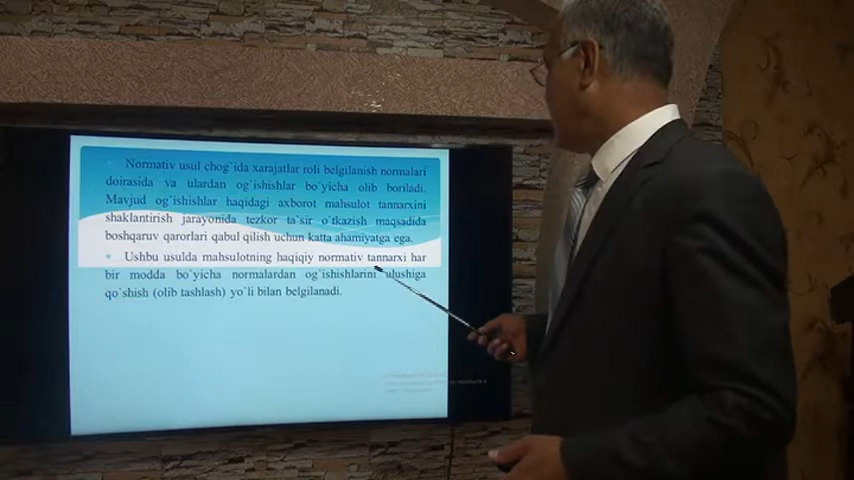 Normativ usul chog`ida xarajatlar roli belgilanish normalari
doirasida va ulardan og`ishishlar bo`yicha olib boriladi.
Mavjud og`ishishlar haqidagi axborot mahsulot tannarxini
shaklantirish jarayonida tezkor ta`sir o`tkazish maqsadida
boshqaruv qarorlari qabul qilish uchun katta ahamiyatga ega.
Ushbu usulda mahsulotning haqiqiy normativ tannarxi har
bir modda bo`yicha normalardan og`ishishlarini ulushiga
qo`shish (olib tashlash) yo`li bilan belgilanadi.